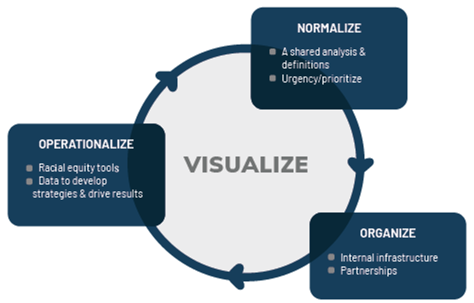 NORMALIZE
A shared analysis &
definitions
Urgency/prioritize
OPERATIONALIZE
Racial equity tools
Data to develop
strategies & drive results
VISUALIZE
ORGANIZE
Internal infrastructure
Partnerships